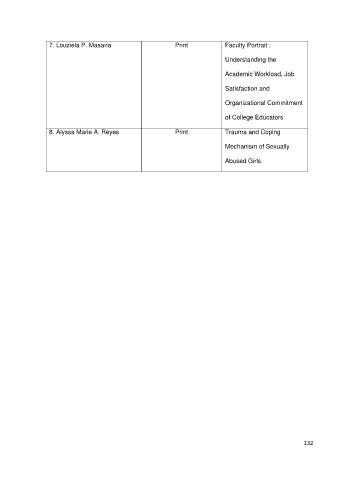 7. Louziela P. Masana Print Faculty Portrait :
Understanding the
Academic Workload, Job
Satisfaction and
Organizational Commitment
of College Educators
8. Alyssa Marie A. Reyes Print Trauma and Coping
Mechanism of Sexually
Abused Girls
132